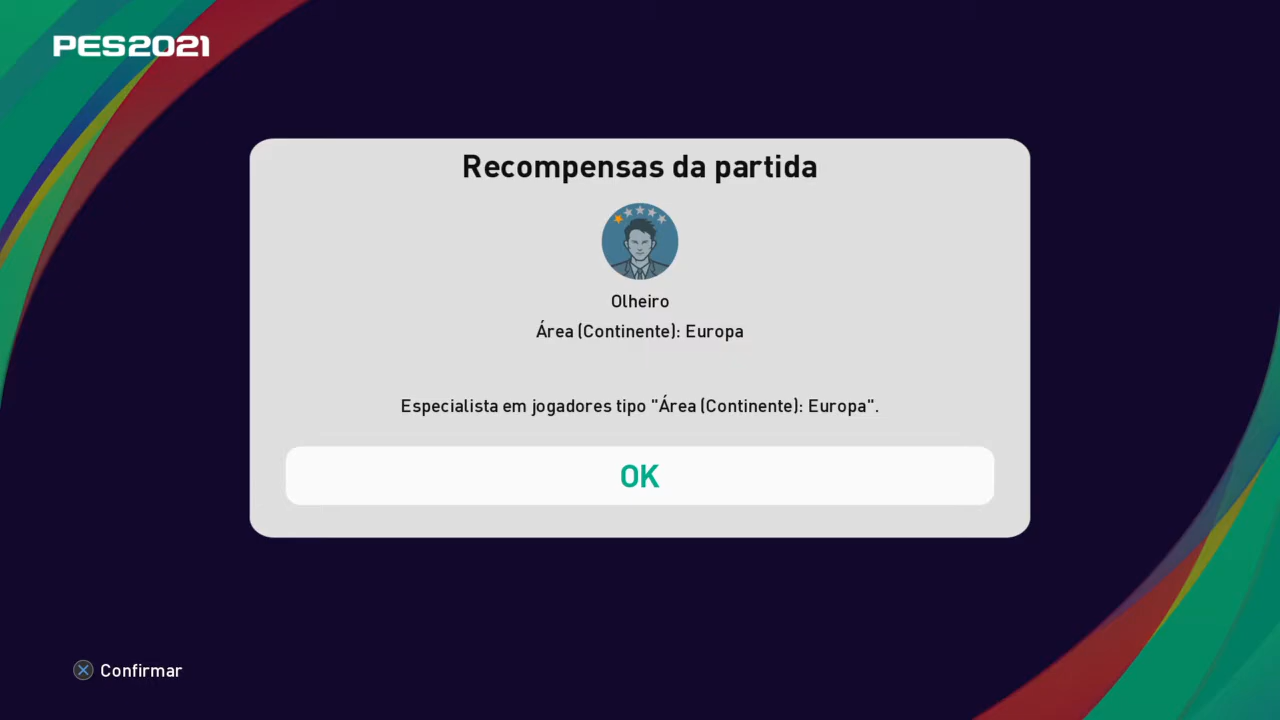 PES2021
Recompensas da partida
Olheiro
Área (Continente): Europa
Especialista em jogadores tipo "Área (Continente): Europa".
OK
Confirmar